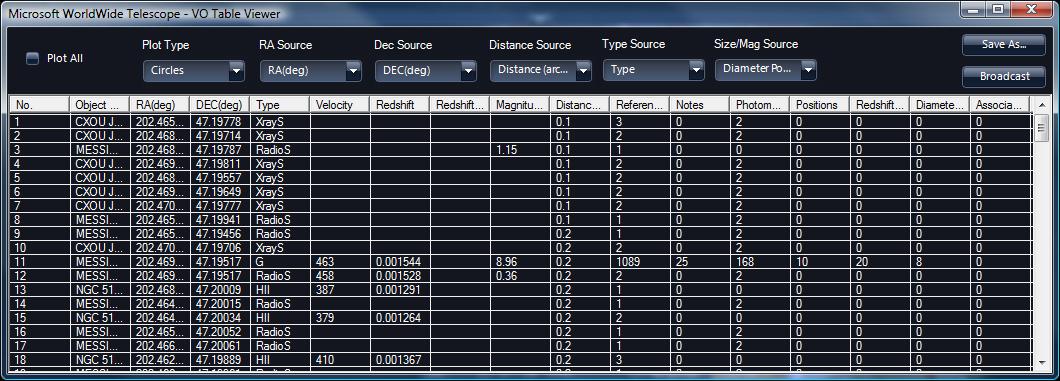 Microsoft WorldWide Telescope - VO Table Viewer
Plot All
Plot Type RA Source Dec Source Distance Source Type Source Size/Mag Source
Circles RA(deg) DEC(deg) Distance (arc... Type Diameter Po...
Save As...
Broadcast
No. Object ... RA(deg) DEC(deg) Type Velocity Redshift Redshift... Magnitu... Distanc... Referen... Notes Photom... Positions Redshift... Diamete... Associa...
1 CXOU J... 202.465... 47.19778 XrayS 0.1 3 0 2 0 0 0 0
2 CXOU J... 202.468... 47.19714 XrayS 0.1 2 0 2 0 0 0 0
3 MESSI... 202.468... 47.19787 RadioS 1.15 0.1 1 0 2 0 0 0 0
4 CXOU J... 202.469... 47.19811 XrayS 0.1 2 0 2 0 0 0 0
5 CXOU J... 202.468... 47.19557 XrayS 0.1 2 0 2 0 0 0 0
6 CXOU J... 202.469... 47.19649 XrayS 0.1 2 0 2 0 0 0 0
7 CXOU J... 202.470... 47.19777 XrayS 0.1 2 0 2 0 0 0 0
8 MESSI... 202.465... 47.19941 RadioS 0.2 1 0 2 0 0 0 0
9 MESSI... 202.465... 47.19456 RadioS 0.2 1 0 2 0 0 0 0
10 CXOU J... 202.470... 47.19706 XrayS 0.2 2 0 2 0 0 0 0
11 MESSI... 202.469... 47.19517 G 463 0.001544 8.96 0.2 1089 25 168 10 20 8 0
12 MESSI... 202.469... 47.19517 RadioS 458 0.001528 0.36 0.2 2 0 2 0 0 0 0
13 NGC 51... 202.468... 47.20009 HII 387 0.001291 0.2 1 0 0 0 0 0 0
14 MESSI... 202.464... 47.20015 RadioS 0.2 1 0 2 0 0 0 0
15 NGC 51... 202.464... 47.20034 HII 379 0.001264 0.2 2 0 0 0 0 0 0
16 MESSI... 202.465... 47.20052 RadioS 0.2 1 0 2 0 0 0 0
17 MESSI... 202.466... 47.20061 RadioS 0.2 1 0 2 0 0 0 0
18 NGC 51... 202.462... 47.19889 HII 410 0.001367 0.2 3 0 0 0 0 0 0